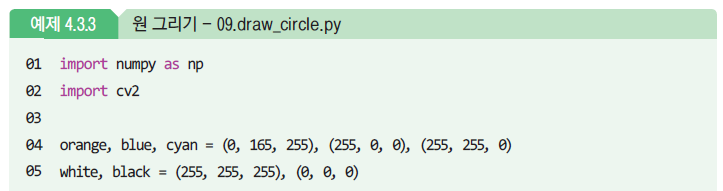 예제 4.3.3 원 그리기 - 09.draw_circle.py
01 import numpy as np
02 import cv2
03
04 orange, blue, cyan = (0, 165, 255), (255, 0, 0), (255, 255, 0)
05 white, black = (255, 255, 255), (0, 0, 0)